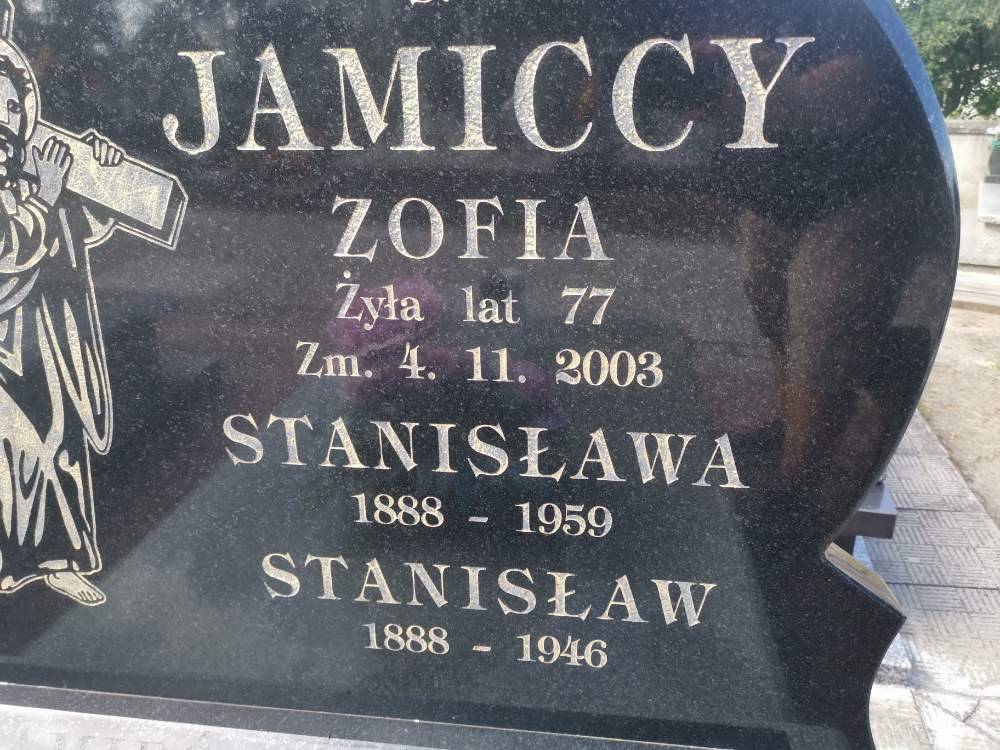 JAMICCY
ZOFIA
Żyła lat 77
Zm. 4. 11. 2003
STANISŁAWA
1888 - 1959
STANISŁAW
1888 - 1946